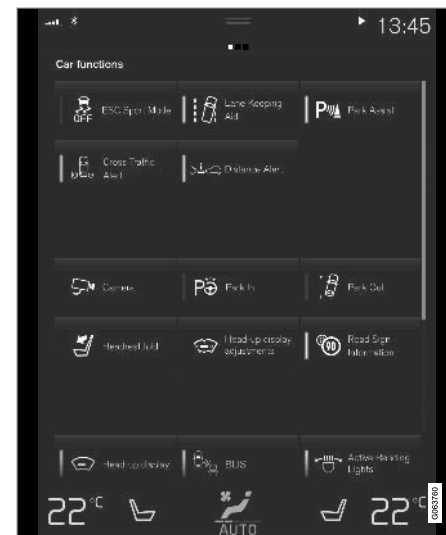 13:45
Car functions
OFF
ESC Sport Mode
Lane Keeping
Aid
P
Park Assist
Cross Traffic
Alert
Distance Alert
Camera
P
Park In
Park Out
Headrest fold
Head-up display
adjustments
90
Road Sign
Information
Head up display
BLIS
Active Bending
Lights
22°C
AUTO
22°C
G063760